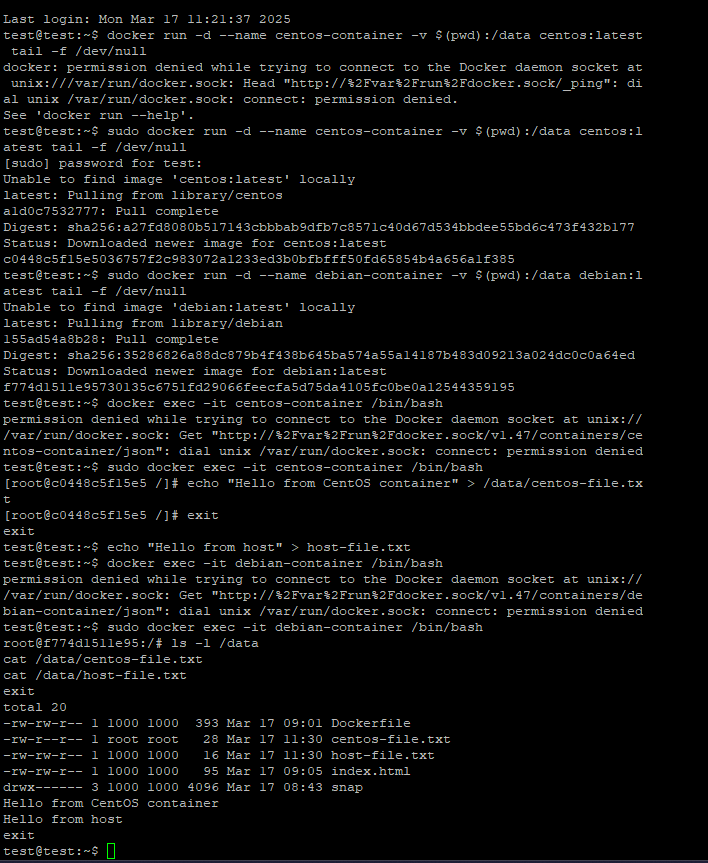 Last login: Mon Mar 17 11:21:37 2025
test@test:~$ docker run -d --name centos-container -v $(pwd):/data centos:latest
 tail -f /dev/null
docker: permission denied while trying to connect to the Docker daemon socket at
 unix:///var/run/docker.sock: Head "http://%2Fvar%2Frun%2Fdocker.sock/_ping": di
al unix /var/run/docker.sock: connect: permission denied.
See 'docker run --help'.
test@test:~$ sudo docker run -d --name centos-container -v $(pwd):/data centos:l
atest tail -f /dev/null
[sudo] password for test:
Unable to find image 'centos:latest' locally
latest: Pulling from library/centos
a1d0c7532777: Pull complete
Digest: sha256:a27fd8080b517143cbbbab9dfb7c8571c40d67d534bbdee55bd6c473f432b177
Status: Downloaded newer image for centos:latest
c0448c5f15e5036757f2c983072a1233ed3b0bfbfff50fd65854b4a656a1f385
test@test:~$ sudo docker run -d --name debian-container -v $(pwd):/data debian:l
atest tail -f /dev/null
Unable to find image 'debian:latest' locally
latest: Pulling from library/debian
155ad54a8b28: Pull complete
Digest: sha256:35286826a88dc879b4f438b645ba574a55a14187b483d09213a024dc0c0a64ed
Status: Downloaded newer image for debian:latest
f774d1511e95730135c6751fd29066feecfa5d75da4105fc0be0a12544359195
test@test:~$ docker exec -it centos-container /bin/bash
permission denied while trying to connect to the Docker daemon socket at unix://
/var/run/docker.sock: Get "http://%2Fvar%2Frun%2Fdocker.sock/v1.47/containers/ce
ntos-container/json": dial unix /var/run/docker.sock: connect: permission denied
test@test:~$ sudo docker exec -it centos-container /bin/bash
[root@c0448c5f15e5 /]# echo "Hello from CentOS container" > /data/centos-file.tx
t
[root@c0448c5f15e5 /]# exit
exit
test@test:~$ echo "Hello from host" > host-file.txt
test@test:~$ docker exec -it debian-container /bin/bash
permission denied while trying to connect to the Docker daemon socket at unix://
/var/run/docker.sock: Get "http://%2Fvar%2Frun%2Fdocker.sock/v1.47/containers/de
bian-container/json": dial unix /var/run/docker.sock: connect: permission denied
test@test:~$ sudo docker exec -it debian-container /bin/bash
root@f774d1511e95:/# ls -l /data
cat /data/centos-file.txt
cat /data/host-file.txt
exit
total 20
-rw-rw-r-- 1 1000 1000  393 Mar 17 09:01 Dockerfile
-rw-r--r-- 1 root root   28 Mar 17 11:30 centos-file.txt
-rw-rw-r-- 1 1000 1000   16 Mar 17 11:30 host-file.txt
-rw-rw-r-- 1 1000 1000   95 Mar 17 09:05 index.html
drwx------ 3 1000 1000 4096 Mar 17 08:43 snap
Hello from CentOS container
Hello from host
exit
test@test:~$